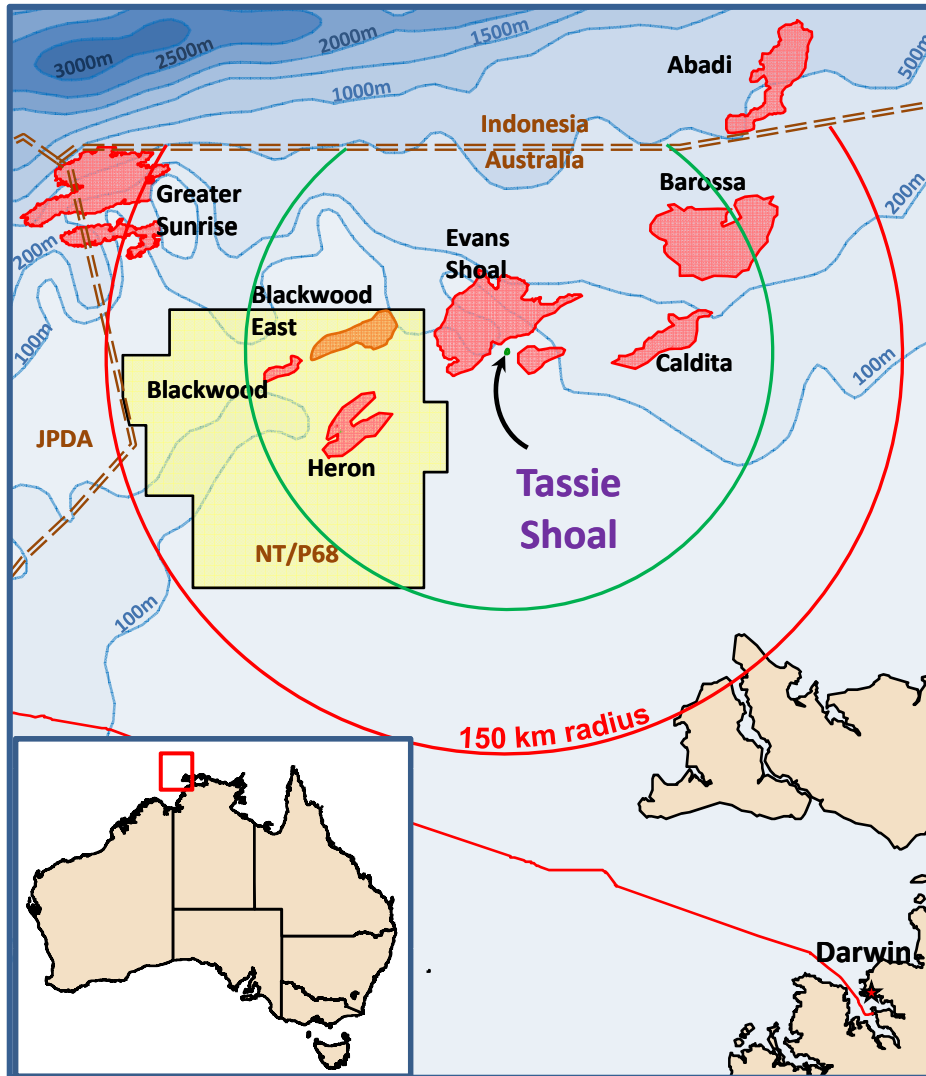 3000m
2500m
2000m
1500m
1000m
500m
Abadi
Indonesia
Australia
Greater
Sunrise
Barossa
200m
200m
Evans
Shoal
Blackwood
East
100m
Blackwood
Caldita
100m
JPDA
Heron
Tassie
Shoal
NT/P68
100m
150 km radius
Darwin